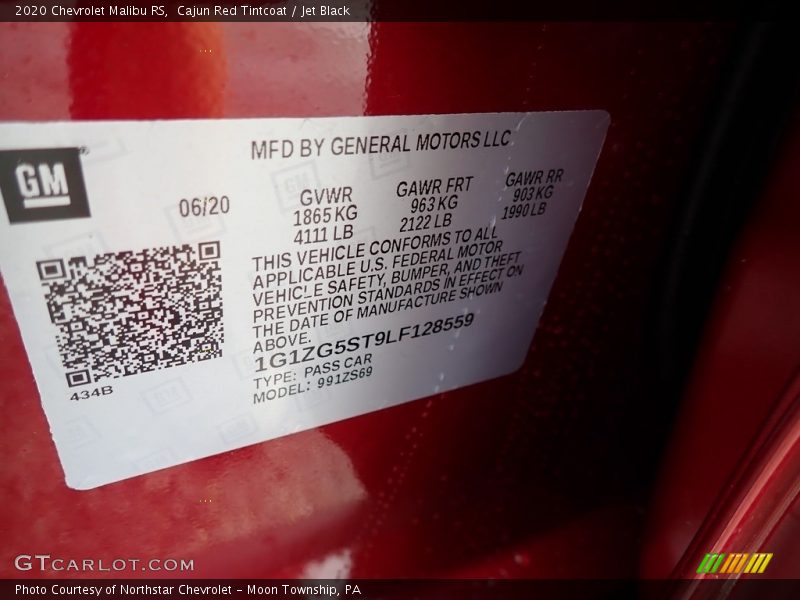 2020 Chevrolet Malibu RS, Cajun Red Tintcoat / Jet Black
MFD BY GENERAL MOTORS LLC
GM
06/20
GVWR
1865 KG
4111 LB
GAWR FRT
963 KG
2122 LB
GAWR RR
903 KG
1990 LB
THIS VEHICLE CONFORMS TO ALL
APPLICABLE U.S. FEDERAL MOTOR
VEHICLE SAFETY, BUMPER, AND THEFT
PREVENTION STANDARDS IN EFFECT ON
THE DATE OF MANUFACTURE SHOWN
ABOVE.
1G1ZG5ST9LF128559
TYPE: PASS CAR
MODEL: 991ZS69
434B
GTCARLOT.COM
Photo Courtesy of Northstar Chevrolet - Moon Township, PA